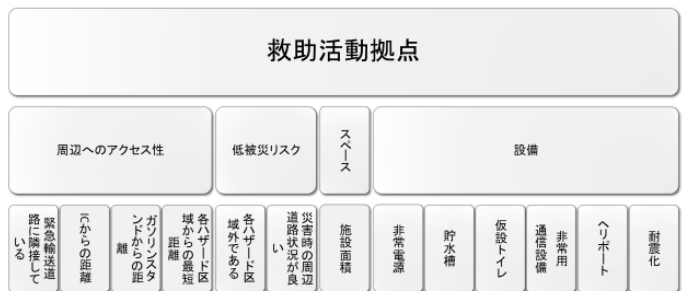 救助活動拠点
周辺へのアクセス性
低被災リスク
スペース
設備
緊急輸送道
路に隣接して
いる
ICからの距離
ガソリンスタ
ンドからの距
離
各ハザード区
域からの最短
距離
各ハザード区
域外である
災害時の周辺
道路状況が良
い
施設面積
非常電源
貯水槽
仮設トイレ
非常用
通信設備
ヘリポート
耐震化